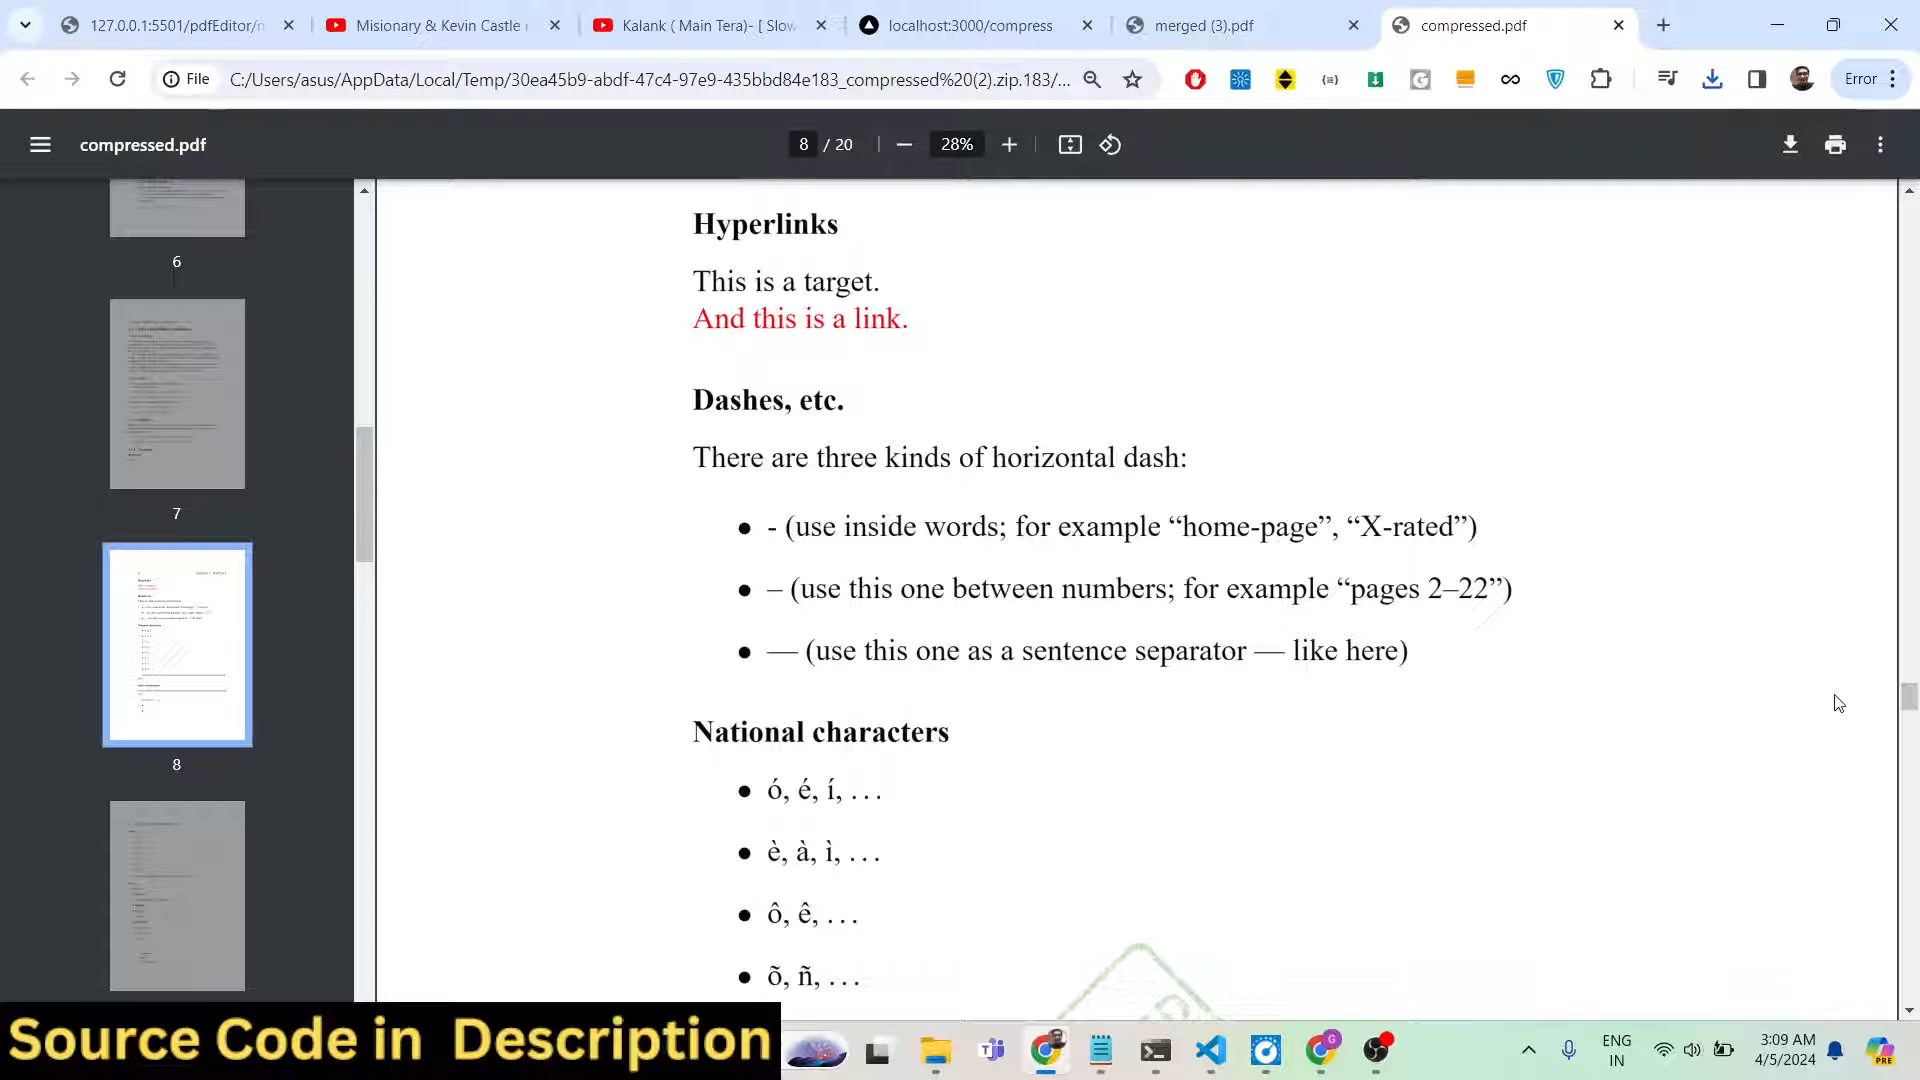 127.0.0.1:5501/pdfEditor/n
Misionary & Kevin Castle
Kalank ( Main Tera)- [ Slow
localhost:3000/compress
merged (3).pdf
compressed.pdf
File
C:/Users/asus/AppData/Local/Temp/30ea45b9-abdf-47c4-97e9-435bbd84e183_compressed%20(2).zip.183/...
Error
compressed.pdf
8 / 20
28%
6
7
8
Hyperlinks
This is a target.
And this is a link.
Dashes, etc.
There are three kinds of horizontal dash:
● - (use inside words; for example “home-page”, “X-rated”)
● – (use this one between numbers; for example “pages 2–22”)
● — (use this one as a sentence separator — like here)
National characters
● ó, é, í, …
● è, à, ì, …
● ô, ê, …
● õ, ñ, …
Source Code in Description
ENG
IN
3:09 AM
4/5/2024
PRE